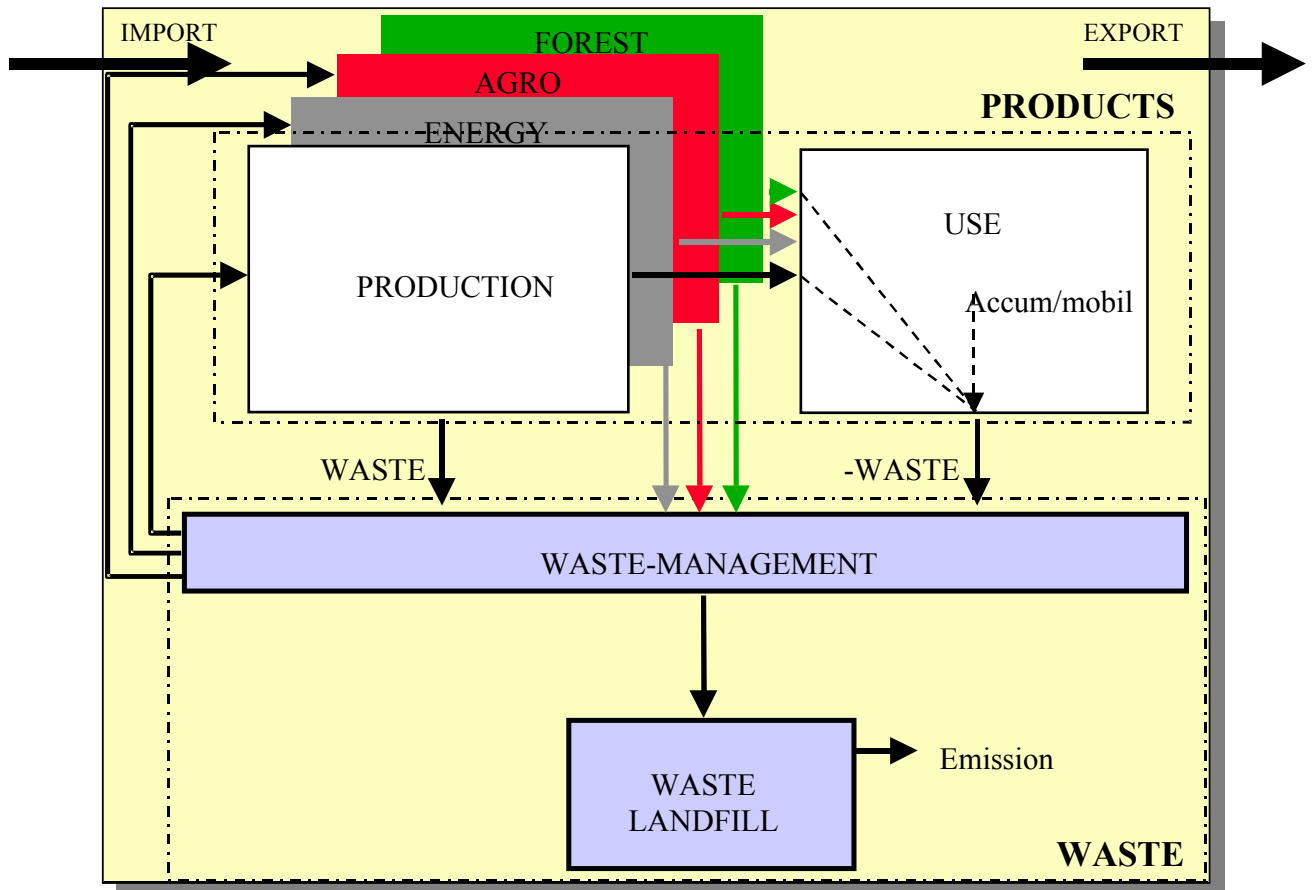 IMPORT
EXPORT
FOREST
AGRO
PRODUCTS
ENERGY
USE
PRODUCTION
Accum/mobil
WASTE
-WASTE
WASTE-MANAGEMENT
Emission
WASTE
LANDFILL
WASTE